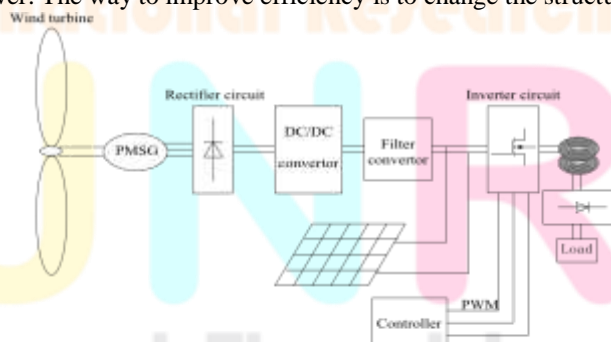 wer. The way to improve efficiency is to change the structu
Wind turbine
Rectifier circuit
Inverter circuit
PMSG
DC/DC
convertor
Filter
convertor
Load
PWM
Controller